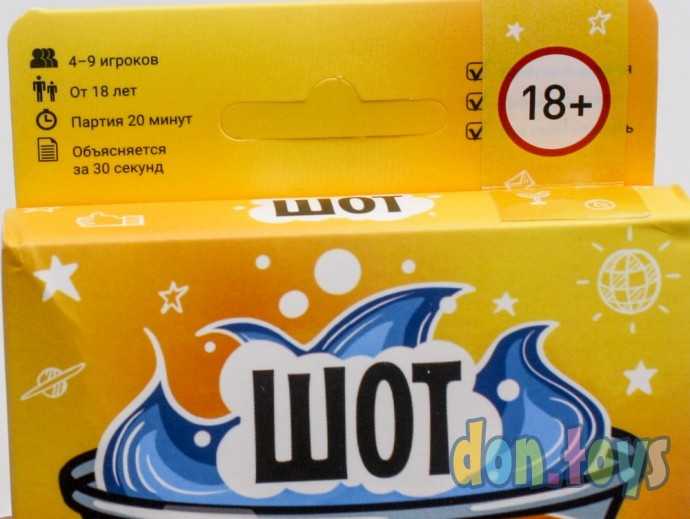 4–9 игроков
От 18 лет
Партия 20 минут
Объясняется
за 30 секунд
18+
ШОТ
ШОТ
don.toys